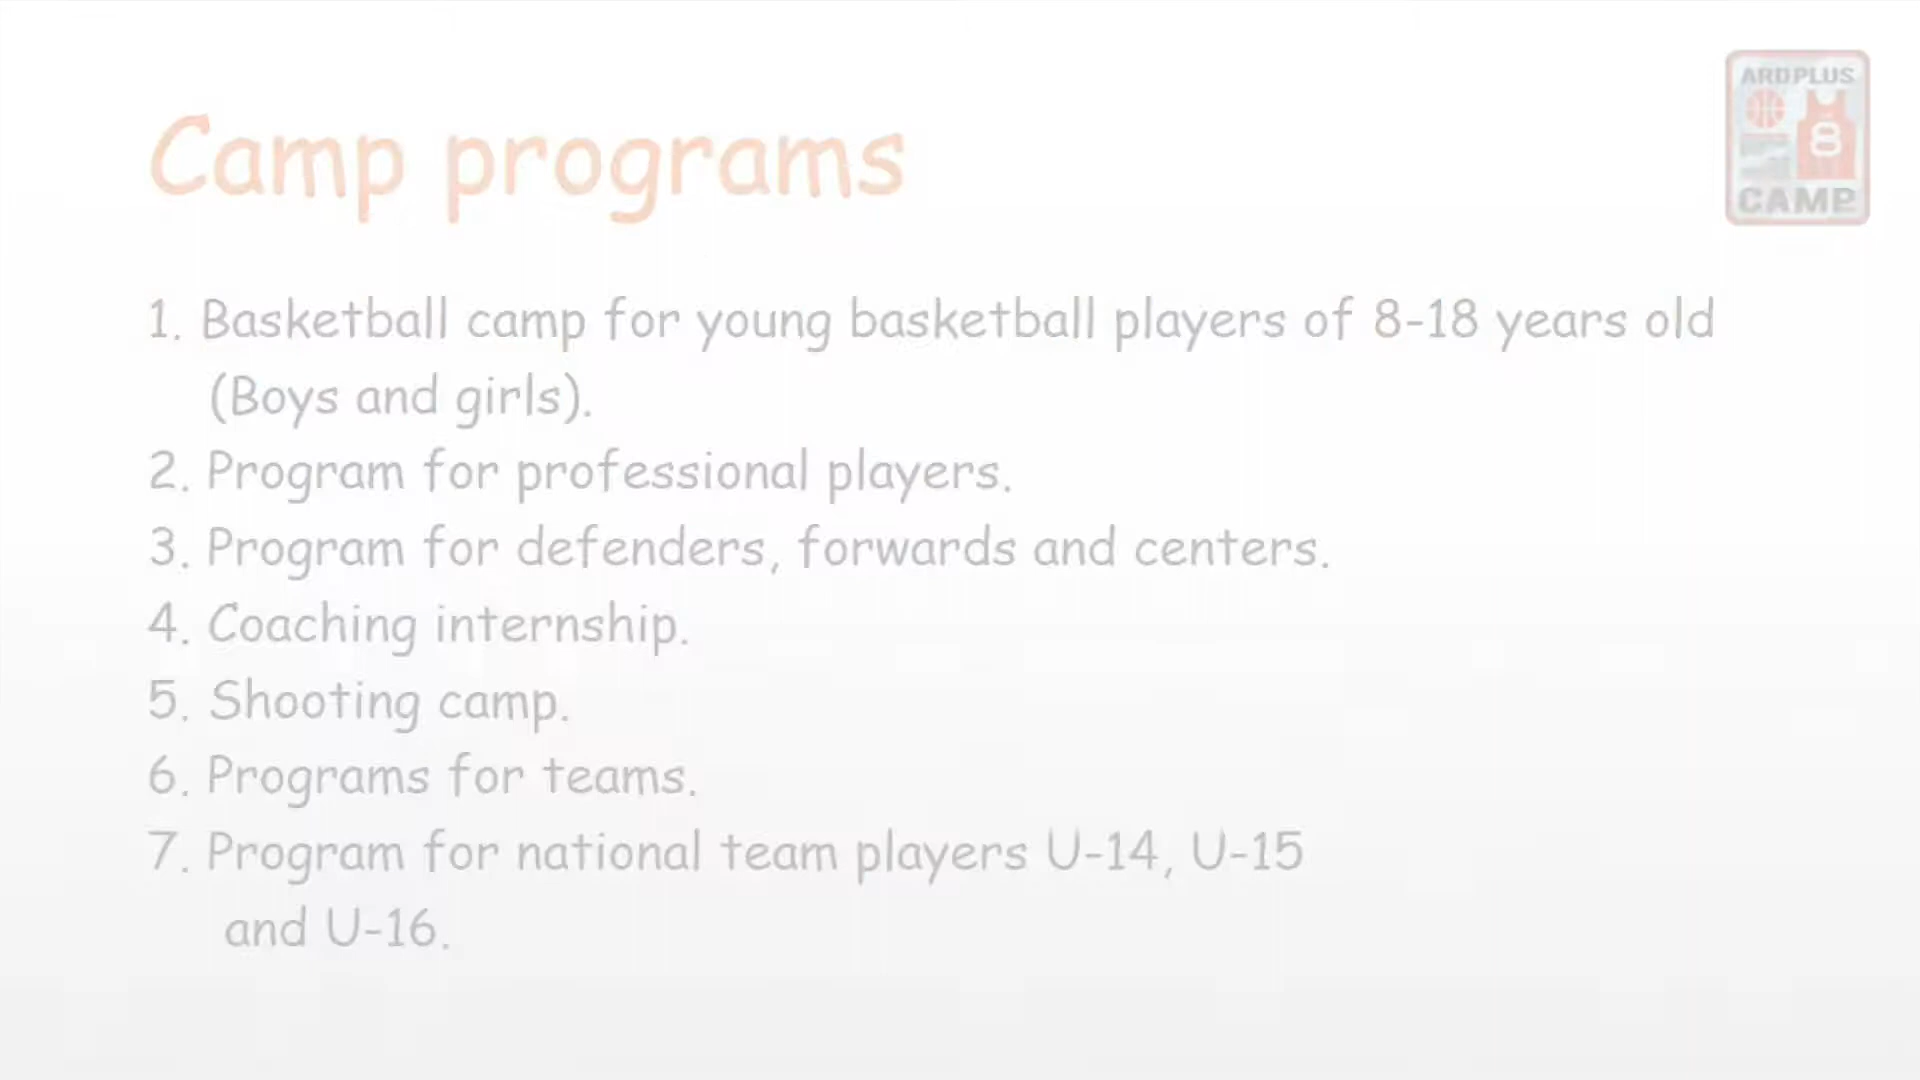 ARDPLUS
8
CAMP
Camp programs
1. Basketball camp for young basketball players of 8-18 years old
(Boys and girls).
2. Program for professional players.
3. Program for defenders, forwards and centers.
4. Coaching internship.
5. Shooting camp.
6. Programs for teams.
7. Program for national team players U-14, U-15
and U-16.